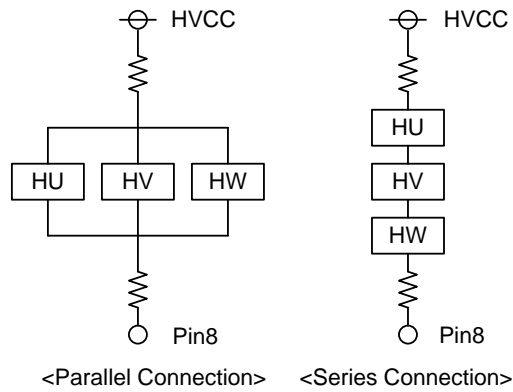 HVCC
HVCC
HU
HU HV HW
HV
HW
Pin8
Pin8
<Parallel Connection>
<Series Connection>